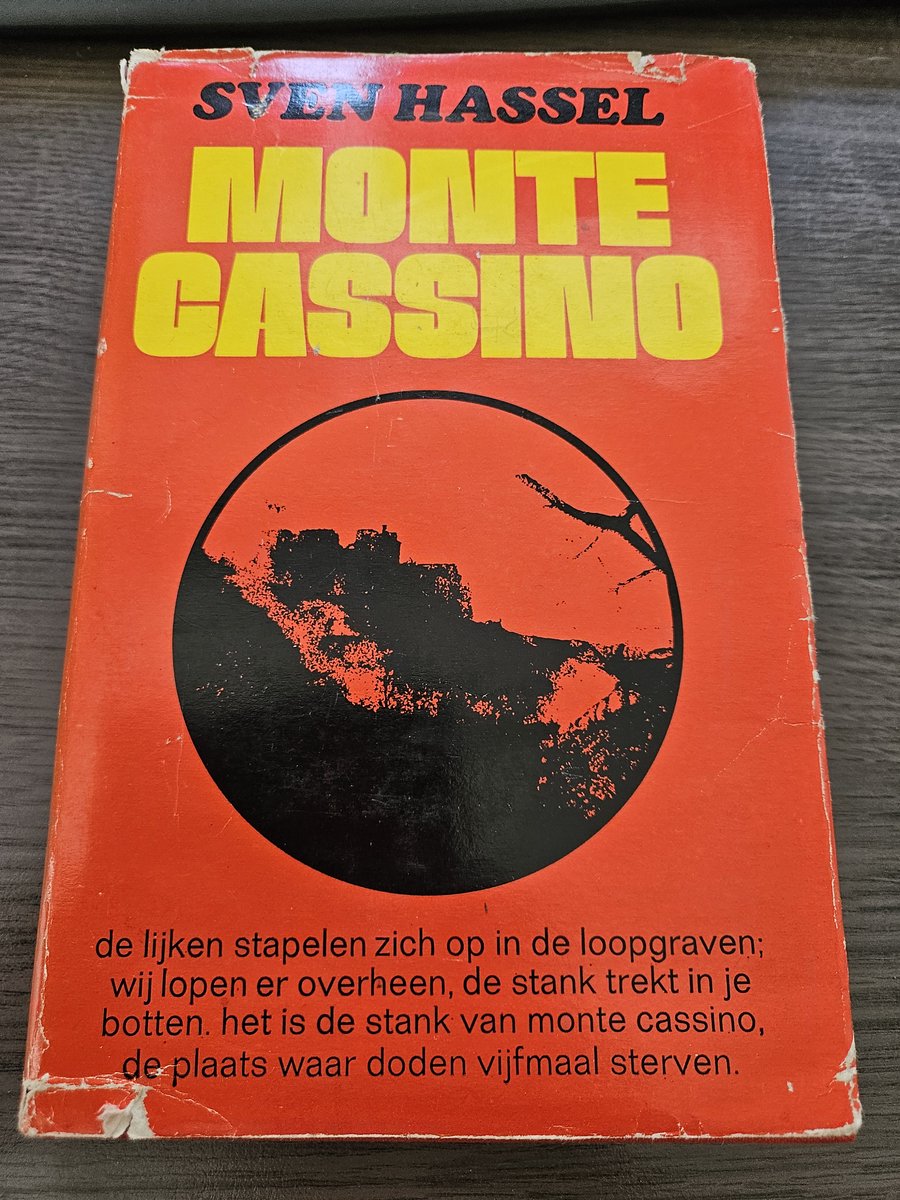 SVEN HASSEL
MONTE
CASSINO
de lijken stapelen zich op in de loopgraven;
wij lopen er overheen, de stank trekt in je
botten. het is de stank van monte cassino,
de plaats waar doden vijfmaal sterven.